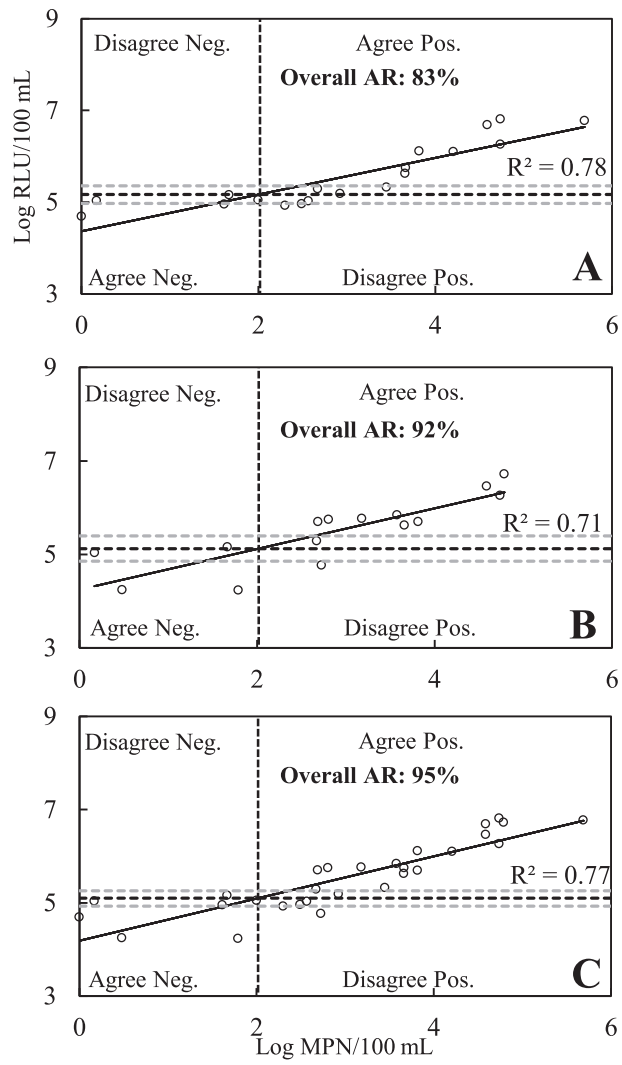 9
Disagree Neg. Agree Pos.
Overall AR: 83%
7
R² = 0.78
5
Log RLU/100 mL
Agree Neg. Disagree Pos. A
3
0 2 4 6
9
Disagree Neg. Agree Pos.
Overall AR: 92%
7
R² = 0.71
5
Agree Neg. Disagree Pos. B
3
0 2 4 6
9
Disagree Neg. Agree Pos.
Overall AR: 95%
7
R² = 0.77
5
Agree Neg. Disagree Pos. C
3
0 2 4 6
Log MPN/100 mL